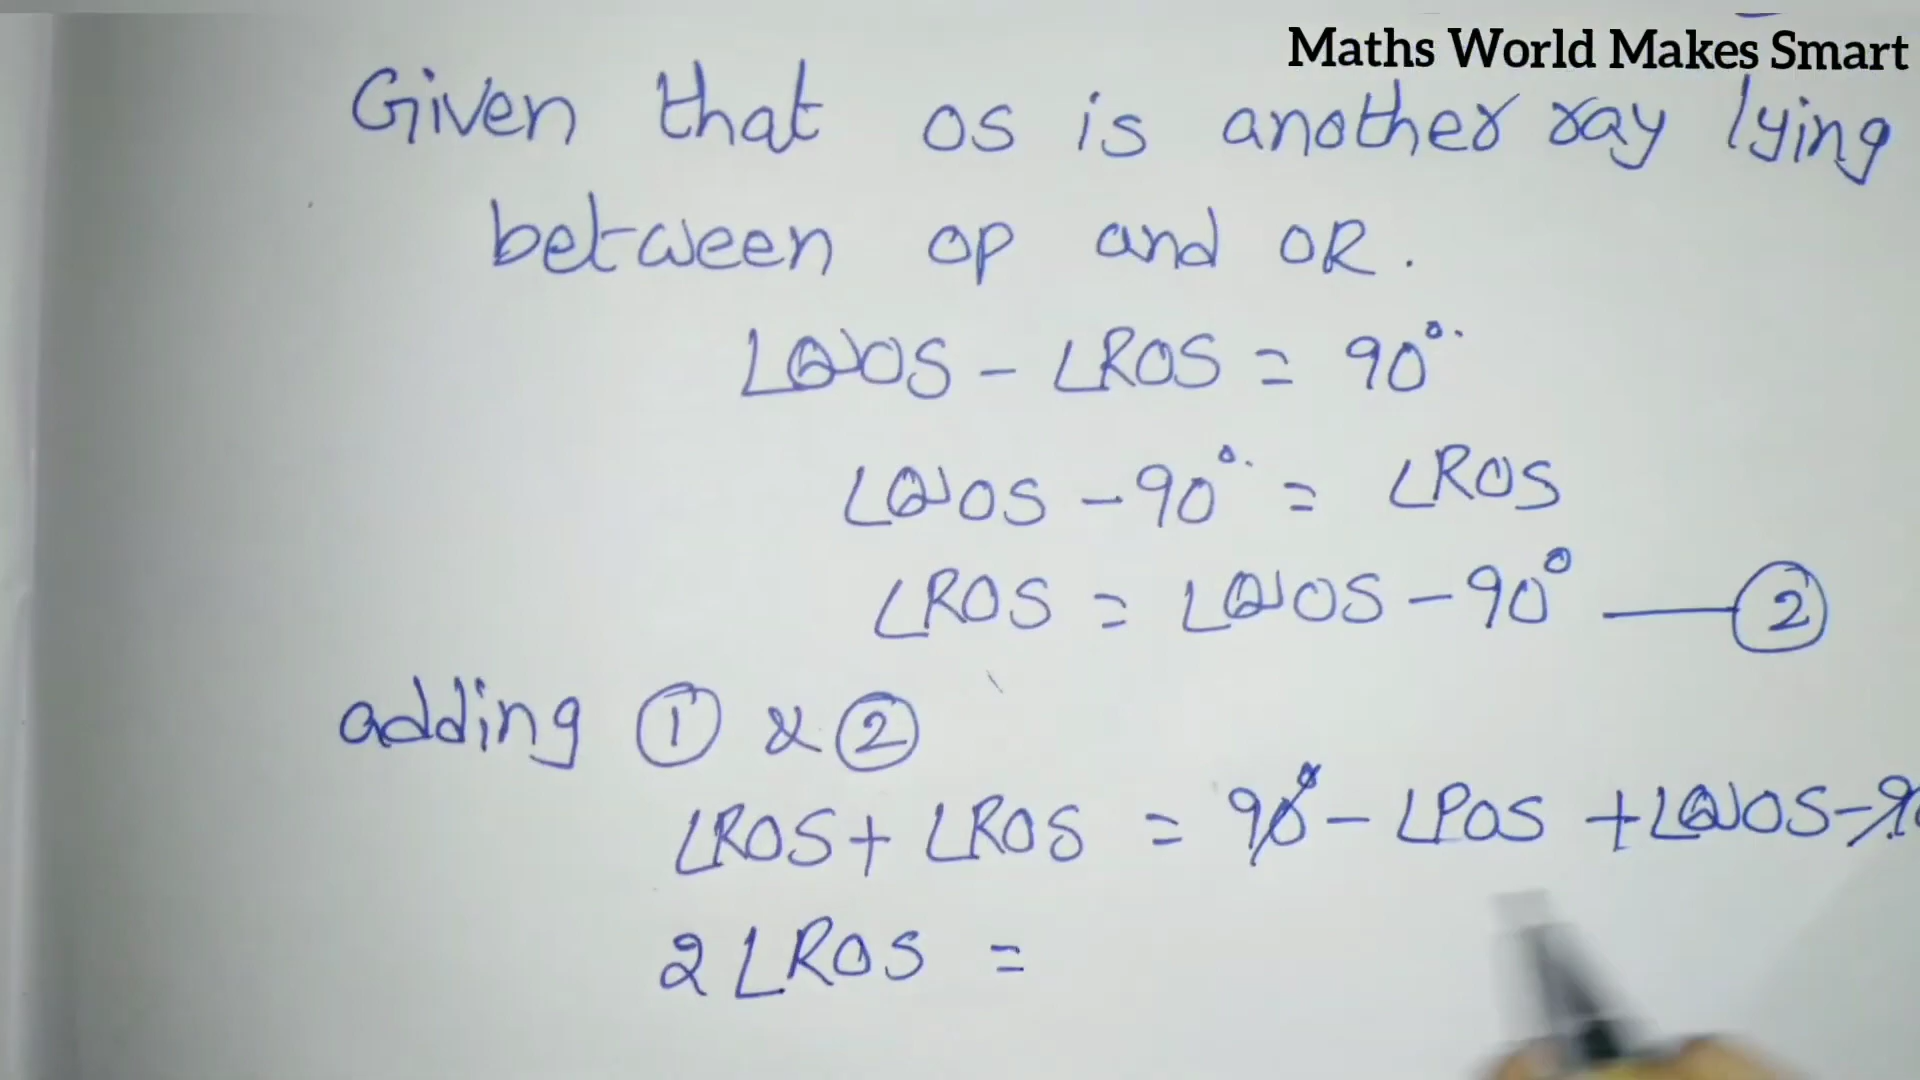 Maths World Makes Smart
Given that OS is another ray lying
between OP and OR.
∠QOS - ∠ROS = 90°.
∠QOS - 90°. = ∠ROS
∠ROS = ∠QOS - 90° — ②
adding ① & ②
∠ROS + ∠ROS = 90° - ∠POS + ∠QOS - 90
2∠ROS =